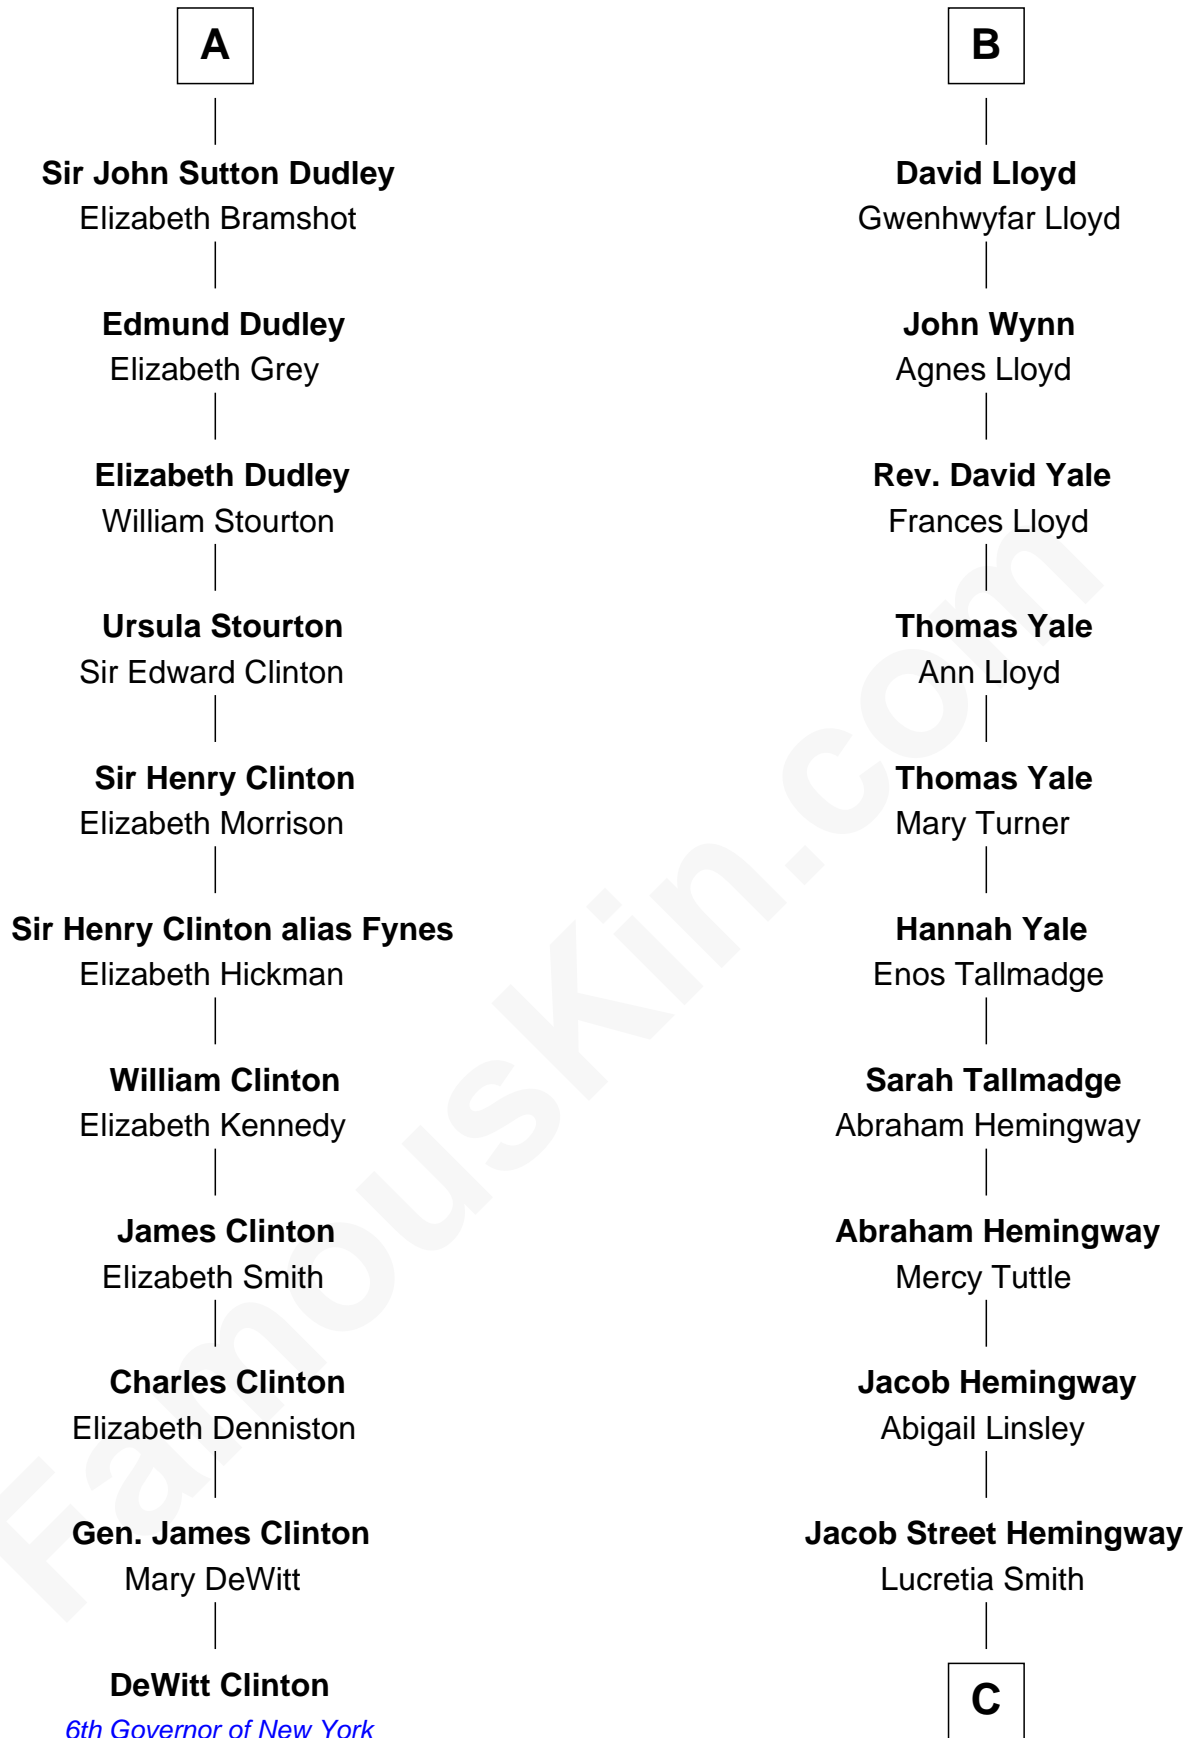 A
Sir John Sutton Dudley
Elizabeth Bramshot
Edmund Dudley
Elizabeth Grey
Elizabeth Dudley
William Stourton
Ursula Stourton
Sir Edward Clinton
Sir Henry Clinton
Elizabeth Morrison
Sir Henry Clinton alias Fynes
Elizabeth Hickman
William Clinton
Elizabeth Kennedy
James Clinton
Elizabeth Smith
Charles Clinton
Elizabeth Denniston
Gen. James Clinton
Mary DeWitt
DeWitt Clinton
6th Governor of New York
B
David Lloyd
Gwenhwyfar Lloyd
John Wynn
Agnes Lloyd
Rev. David Yale
Frances Lloyd
Thomas Yale
Ann Lloyd
Thomas Yale
Mary Turner
Hannah Yale
Enos Tallmadge
Sarah Tallmadge
Abraham Hemingway
Abraham Hemingway
Mercy Tuttle
Jacob Hemingway
Abigail Linsley
Jacob Street Hemingway
Lucretia Smith
C
FamousKin.com